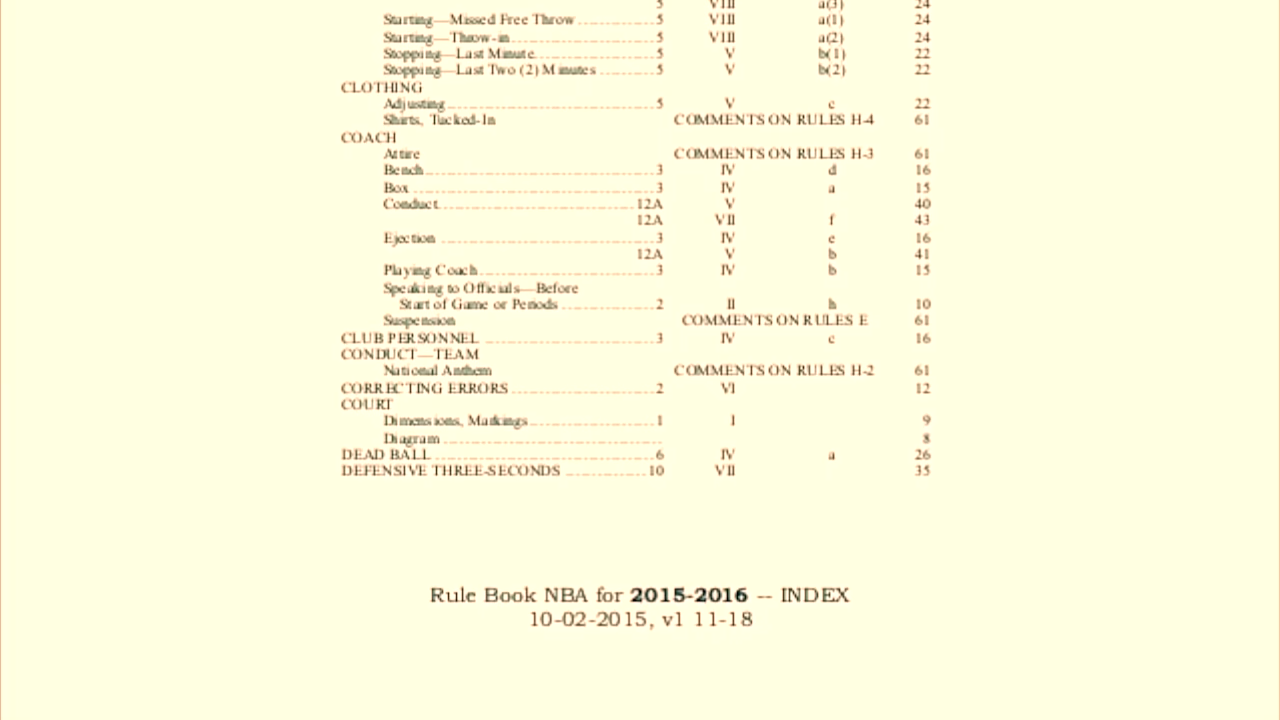 5 VIII a(3) 24
Starting—Missed Free Throw 5 VIII a(1) 24
Starting—Throw-in 5 VIII a(2) 24
Stopping—Last Minute 5 V b(1) 22
Stopping—Last Two (2) Minutes 5 V b(2) 22
CLOTHING
Adjusting 5 V c 22
Shirts, Tucked-In COMMENTS ON RULES H-4 61
COACH
Attire COMMENTS ON RULES H-3 61
Bench 3 IV d 16
Box 3 IV a 15
Conduct 12A V 40
12A VII f 43
Ejection 3 IV e 16
12A V b 41
Playing Coach 3 IV b 15
Speaking to Officials—Before
Start of Game or Periods 2 II h 10
Suspension COMMENTS ON RULES E 61
CLUB PERSONNEL 3 IV c 16
CONDUCT—TEAM
National Anthem COMMENTS ON RULES H-2 61
CORRECTING ERRORS 2 VI 12
COURT
Dimensions, Markings 1 I 9
Diagram 8
DEAD BALL 6 IV a 26
DEFENSIVE THREE-SECONDS 10 VII 35
Rule Book NBA for 2015-2016 -- INDEX
10-02-2015, v1 11-18